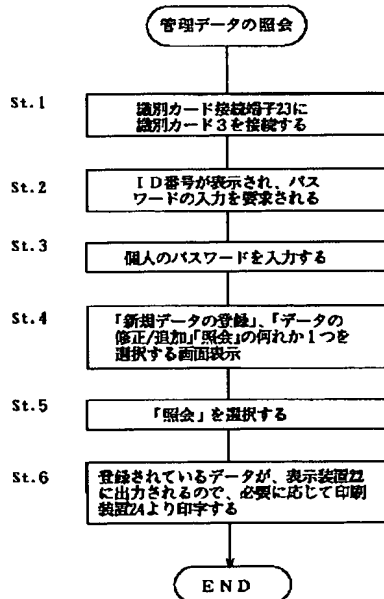 管理データの照会
St.1
識別カード接続端子23に
識別カード3を接続する
St.2
ID番号が表示され、パス
ワードの入力を要求される
St.3
個人のパスワードを入力する
St.4
「新規データの登録」、「データの
修正/追加」「照会」の何れか1つを
選択する画面表示
St.5
「照会」を選択する
St.6
登録されているデータが、表示装置22
に出力されるので、必要に応じて印刷
装置24より印字する
END